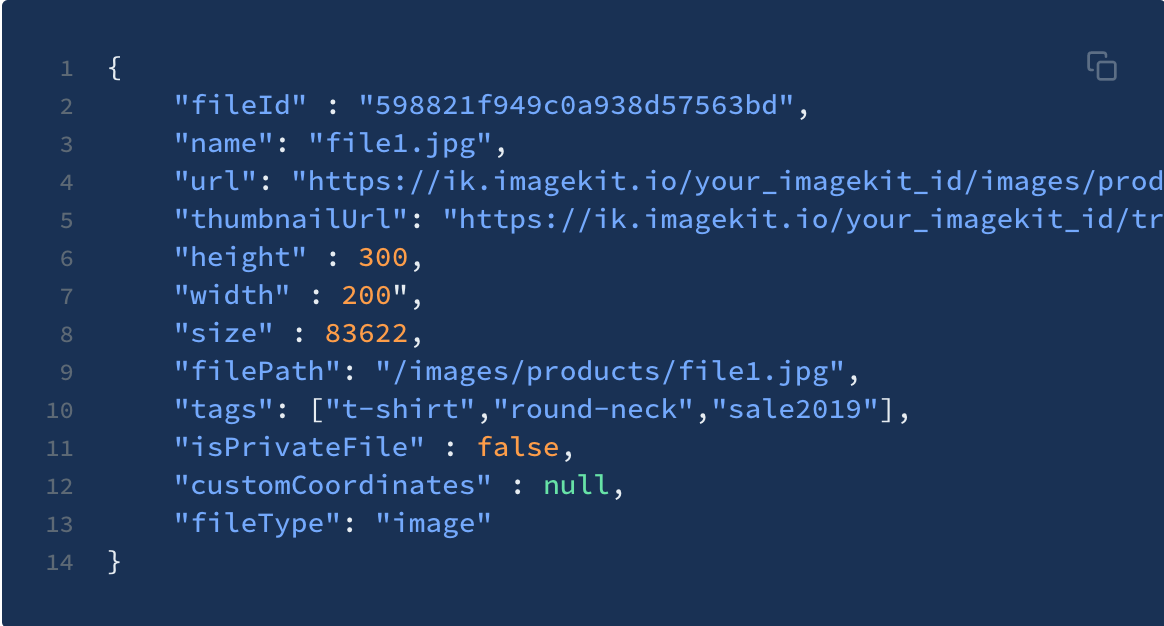 1 {
2 "fileId" : "598821f949c0a938d57563bd",
3 "name": "file1.jpg",
4 "url": "https://ik.imagekit.io/your_imagekit_id/images/prod
5 "thumbnailUrl": "https://ik.imagekit.io/your_imagekit_id/tr
6 "height" : 300,
7 "width" : 200",
8 "size" : 83622,
9 "filePath": "/images/products/file1.jpg",
10 "tags": ["t-shirt","round-neck","sale2019"],
11 "isPrivateFile" : false,
12 "customCoordinates" : null,
13 "fileType": "image"
14 }